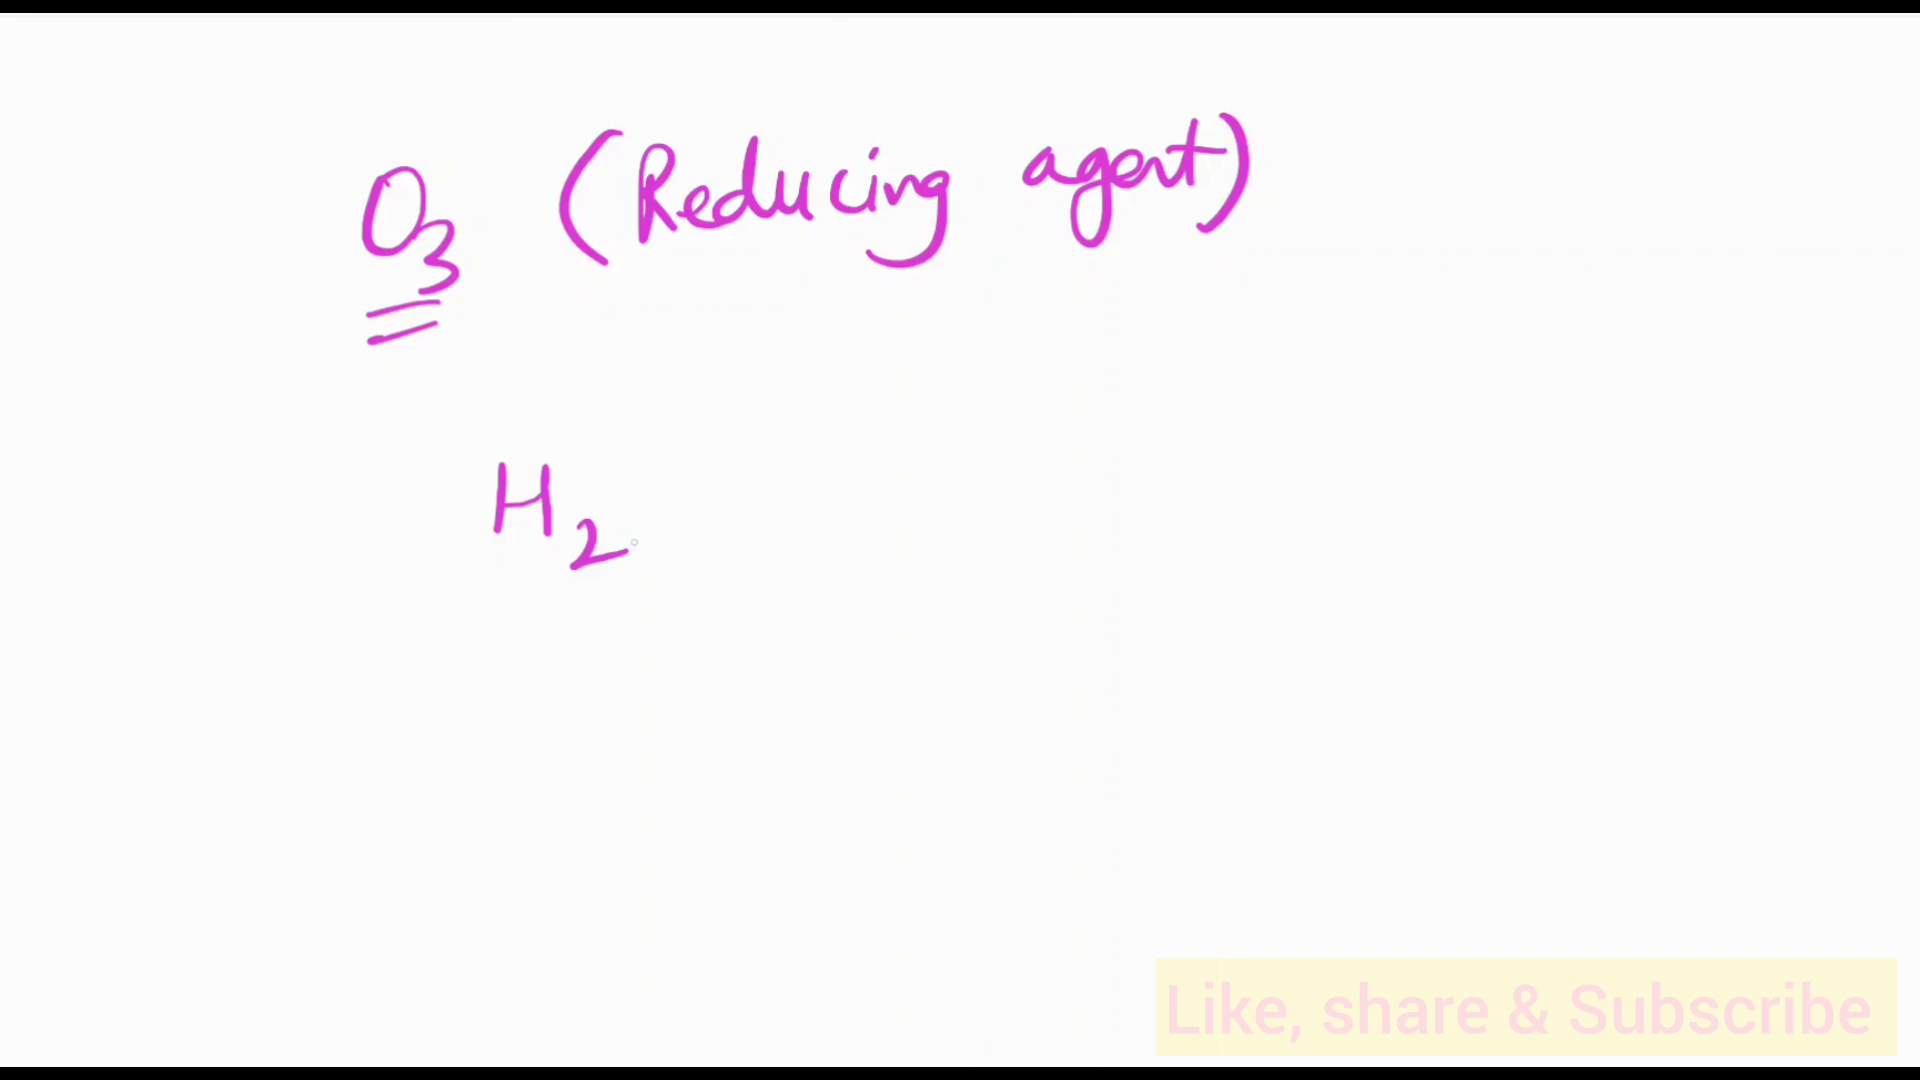 O₃ (Reducing agent)
H₂
Like, share & Subscribe